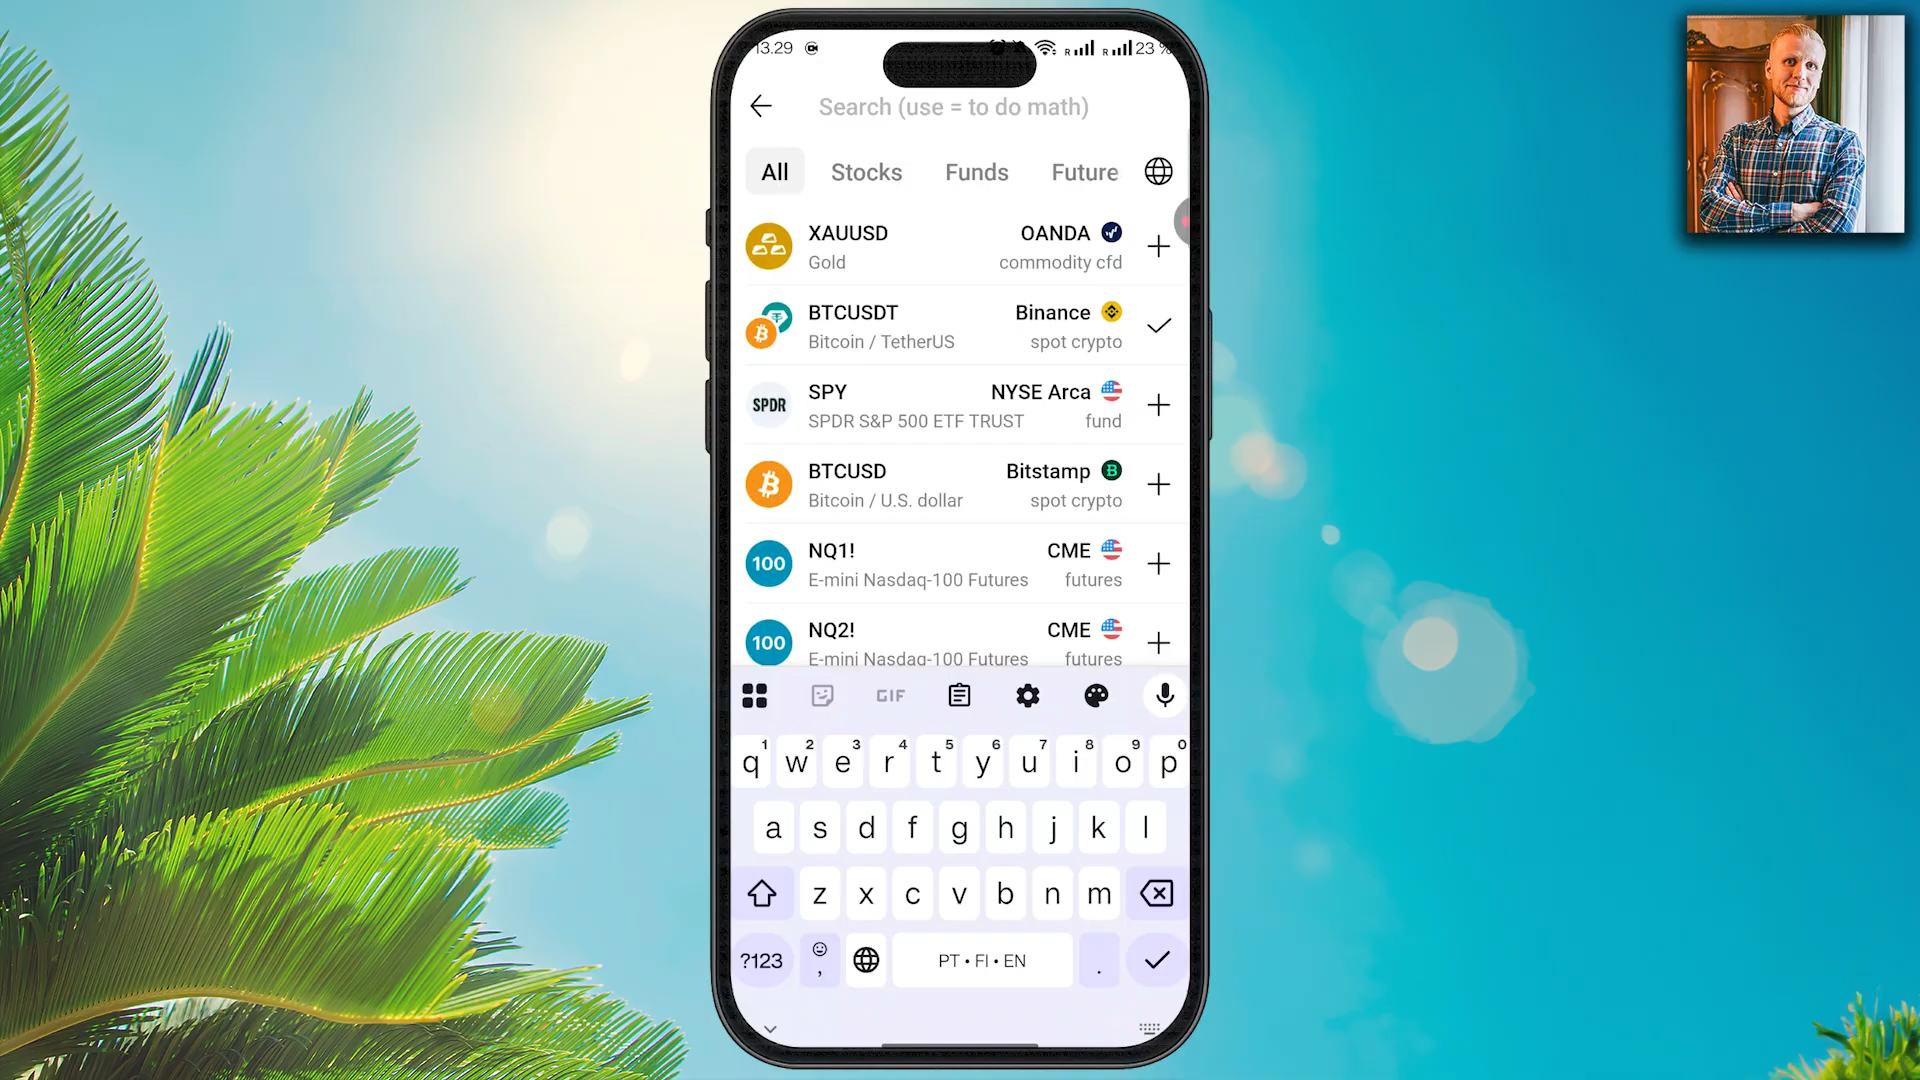 13.29
R R 23 %
Search (use = to do math)
All Stocks Funds Future
XAUUSD OANDA
Gold commodity cfd
BTCUSDT Binance
Bitcoin / TetherUS spot crypto
SPDR SPY NYSE Arca
SPDR S&P 500 ETF TRUST fund
BTCUSD Bitstamp
Bitcoin / U.S. dollar spot crypto
100 NQ1! CME
E-mini Nasdaq-100 Futures futures
100 NQ2! CME
E-mini Nasdaq-100 Futures futures
GIF
1 2 3 4 5 6 7 8 9 0
q w e r t y u i o p
a s d f g h j k l
z x c v b n m
?123 , PT • FI • EN .